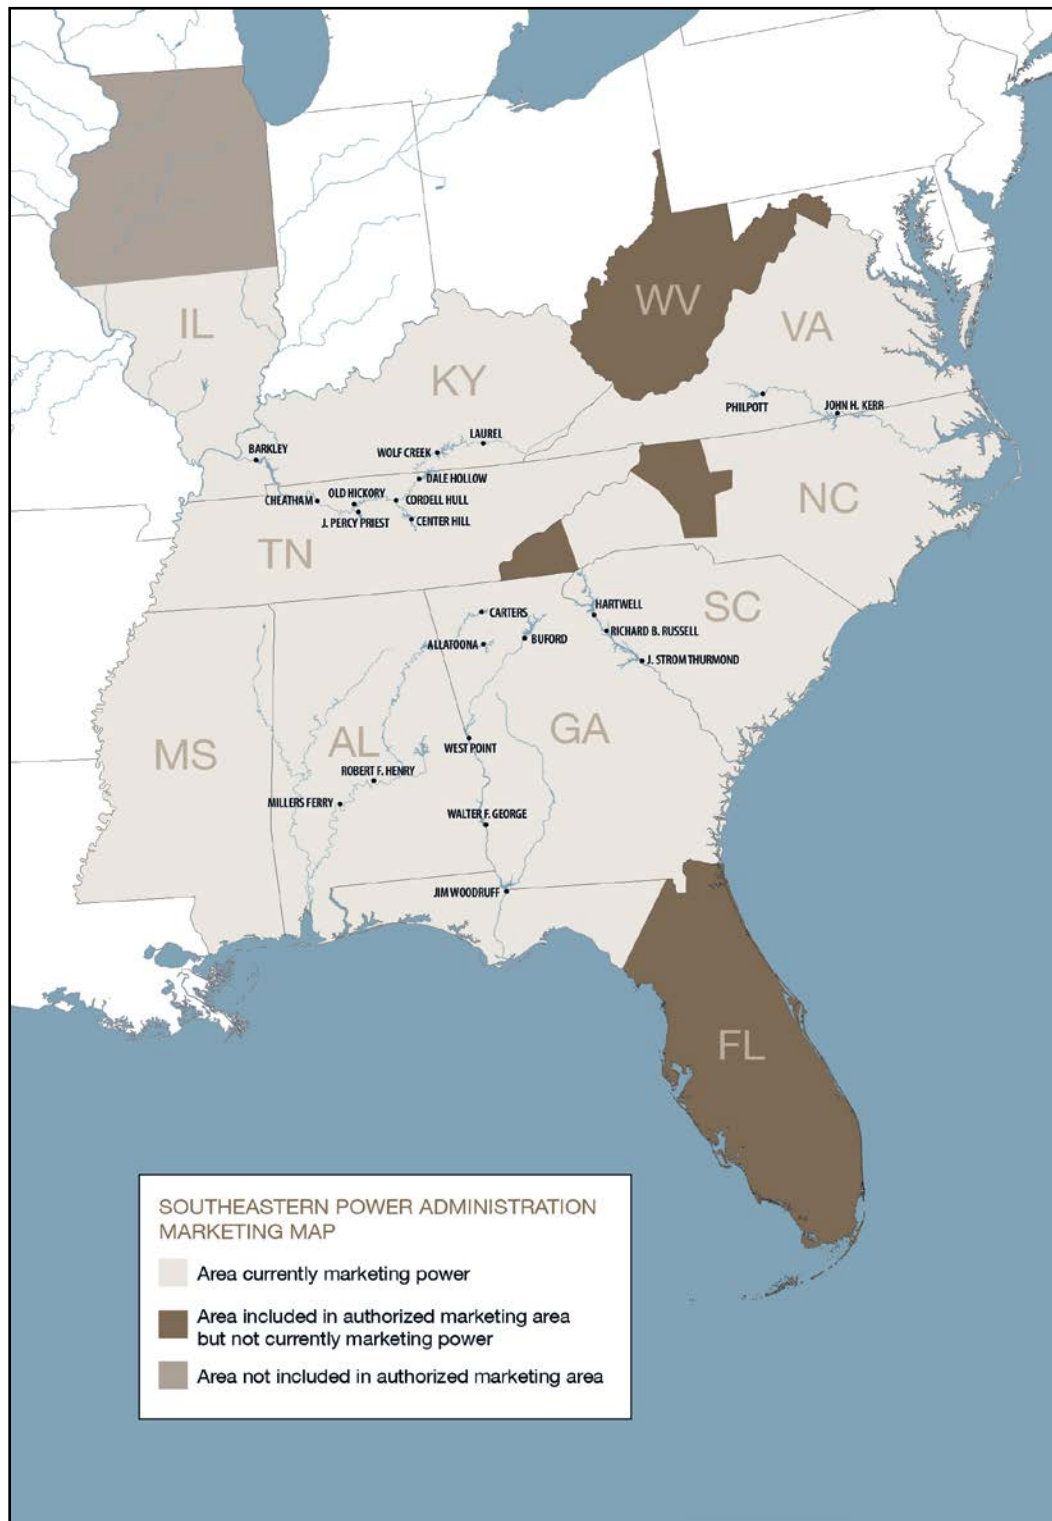 WV
IL
VA
KY
PHILPOTT
JOHN H. KERR
LAUREL
BARKLEY
WOLF CREEK
DALE HOLLOW
CHEATHAM
OLD HICKORY
CORDELL HULL
J. PERCY PRIEST
CENTER HILL
NC
TN
HARTWELL
SC
CARTERS
RICHARD B. RUSSELL
ALLATOONA
BUFORD
J. STROM THURMOND
GA
MS
AL
WEST POINT
ROBERT F. HENRY
MILLERS FERRY
WALTER F. GEORGE
JIM WOODRUFF
FL
SOUTHEASTERN POWER ADMINISTRATION
MARKETING MAP
Area currently marketing power
Area included in authorized marketing area
but not currently marketing power
Area not included in authorized marketing area